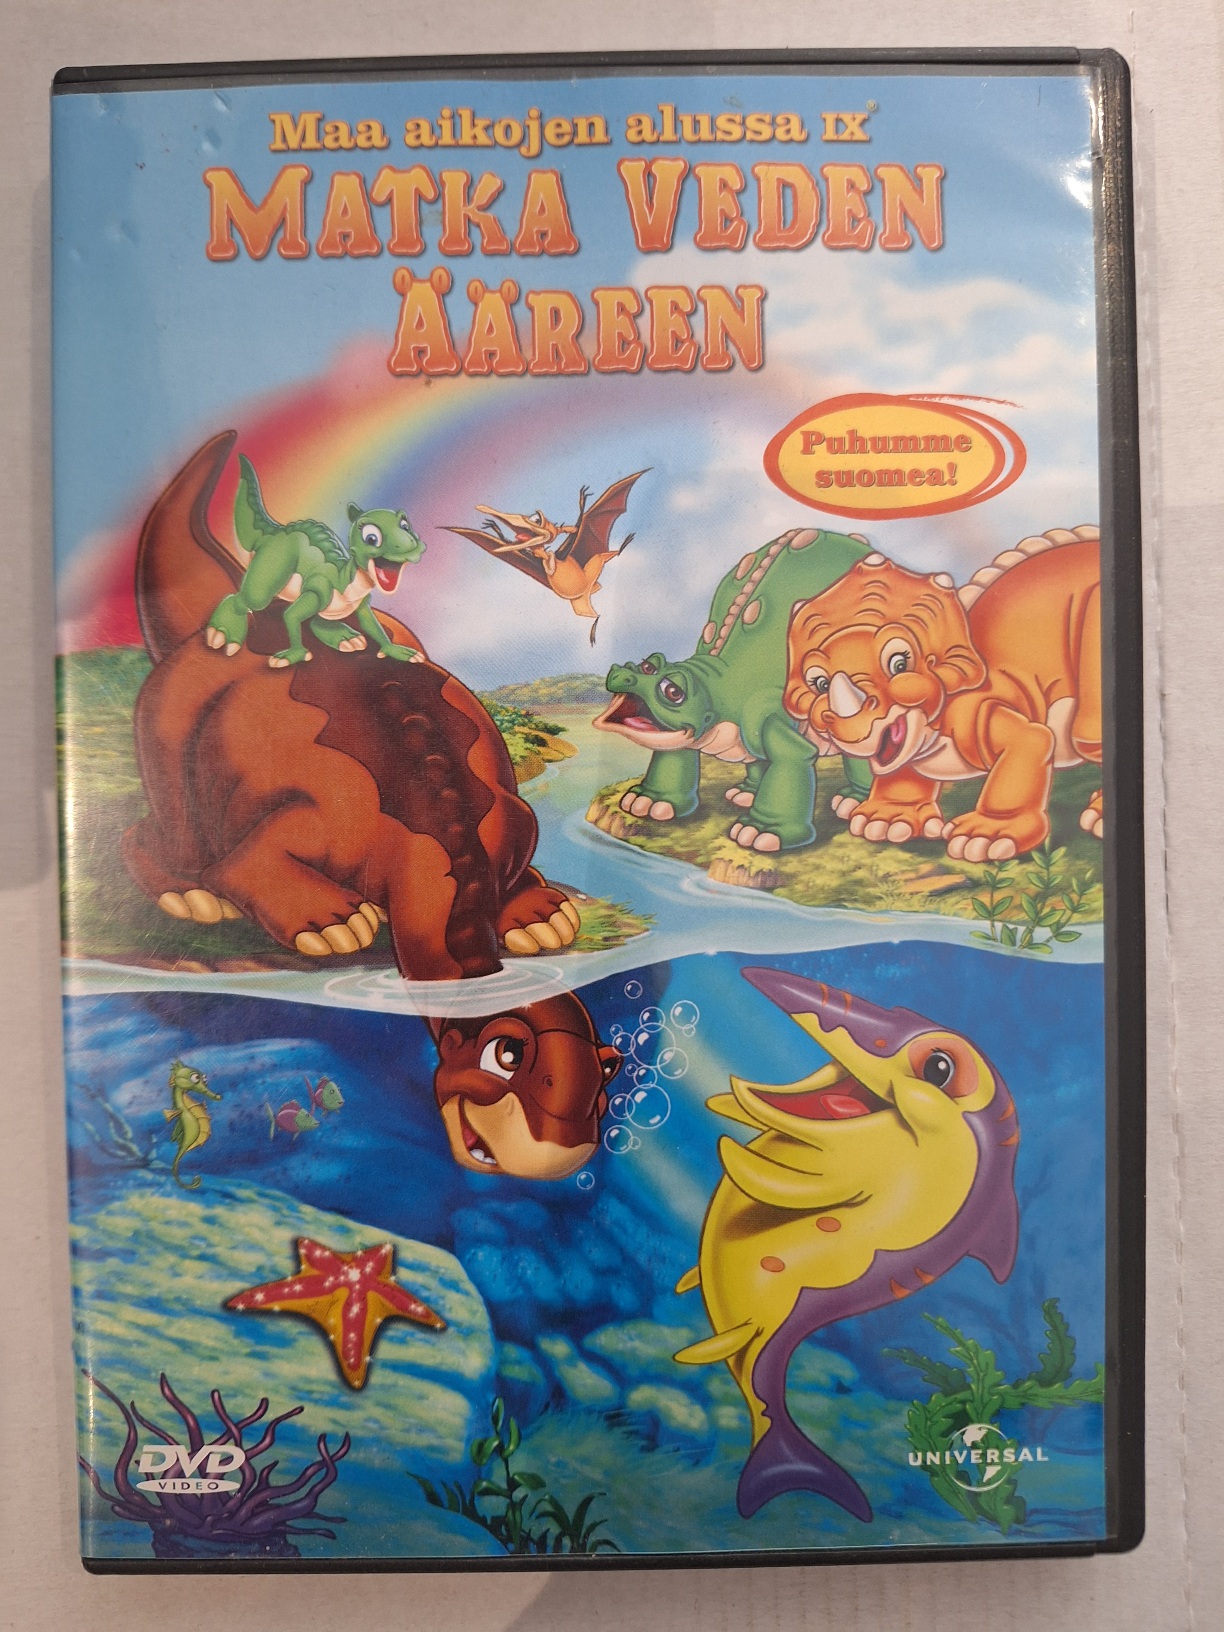 Maa aikojen alussa IX
MATKA VEDEN
ÄÄREEN
Puhumme
suomea!
DVD
VIDEO
UNIVERSAL